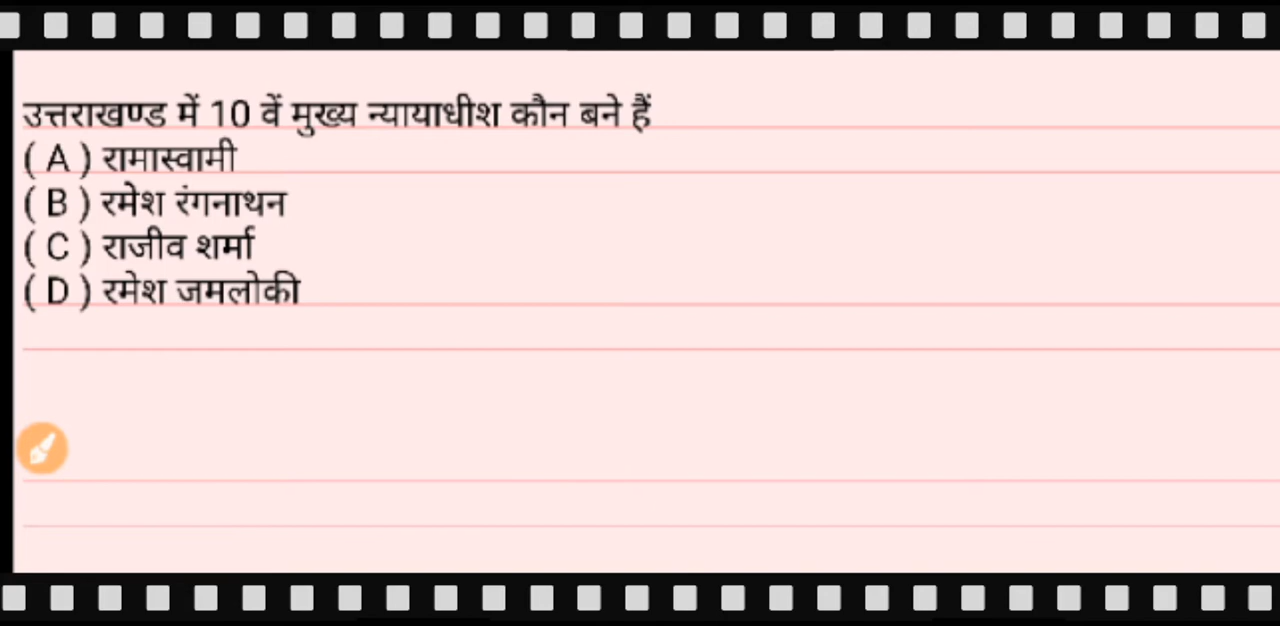 उत्तराखण्ड में 10 वें मुख्य न्यायाधीश कौन बने हैं
( A ) रामास्वामी
( B ) रमेश रंगनाथन
( C ) राजीव शर्मा
( D ) रमेश जमलोकी